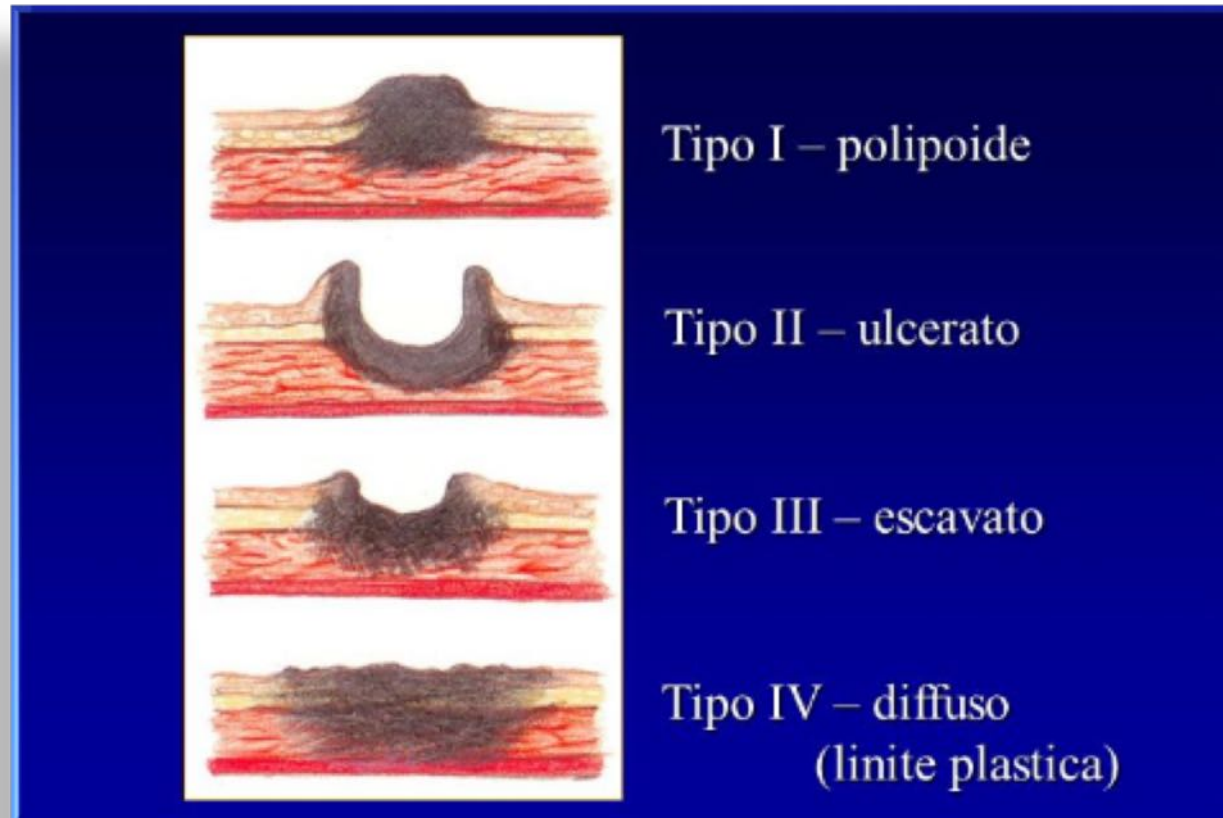 Tipo I – polipoide
Tipo II – ulcerato
Tipo III – escavato
Tipo IV – diffuso
(linite plastica)